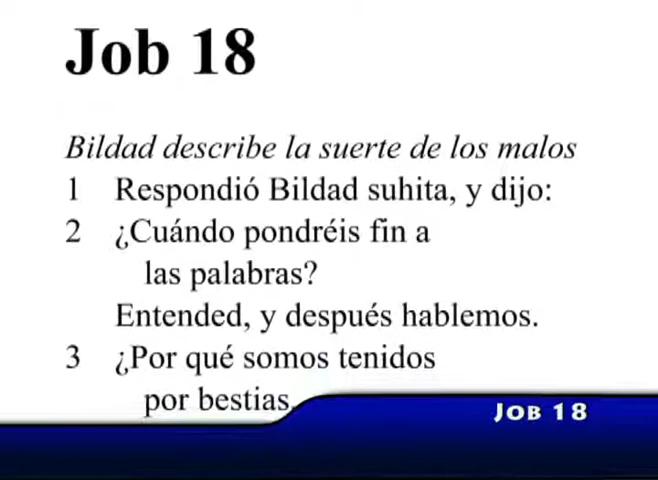 Job 18
Bildad describe la suerte de los malos
1 Respondió Bildad suhita, y dijo:
2 ¿Cuándo pondréis fin a
las palabras?
Entended, y después hablemos.
3 ¿Por qué somos tenidos
por bestias,
JOB 18